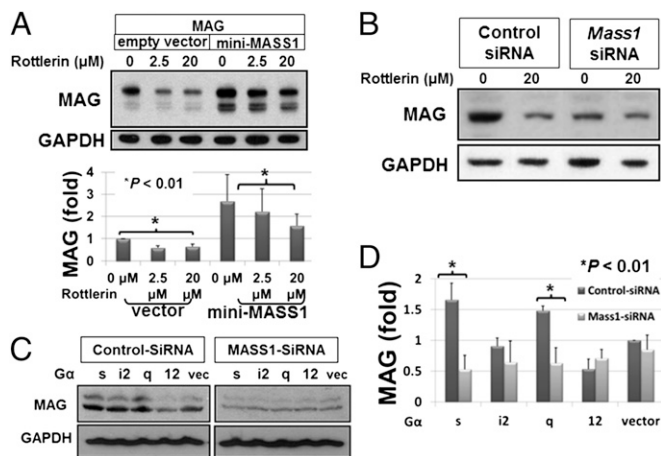 A
MAG
empty vector mini-MASS1
Rottlerin (µM) 0 2.5 20 0 2.5 20
MAG
GAPDH
MAG (fold)
4
3
2
1
0
*P < 0.01
*
*
0 µM 2.5 µM 20 µM 0 µM 2.5 µM 20 µM
Rottlerin
vector mini-MASS1
B
Control siRNA Mass1 siRNA
Rottlerin (µM) 0 20 0 20
MAG
GAPDH
C
Control-SiRNA MASS1-SiRNA
Gα s i2 q 12 vec s i2 q 12 vec
MAG
GAPDH
D
MAG (fold)
2
1.5
1
0.5
0
*
*
*P < 0.01
Control-siRNA
Mass1-siRNA
Gα s i2 q 12 vector